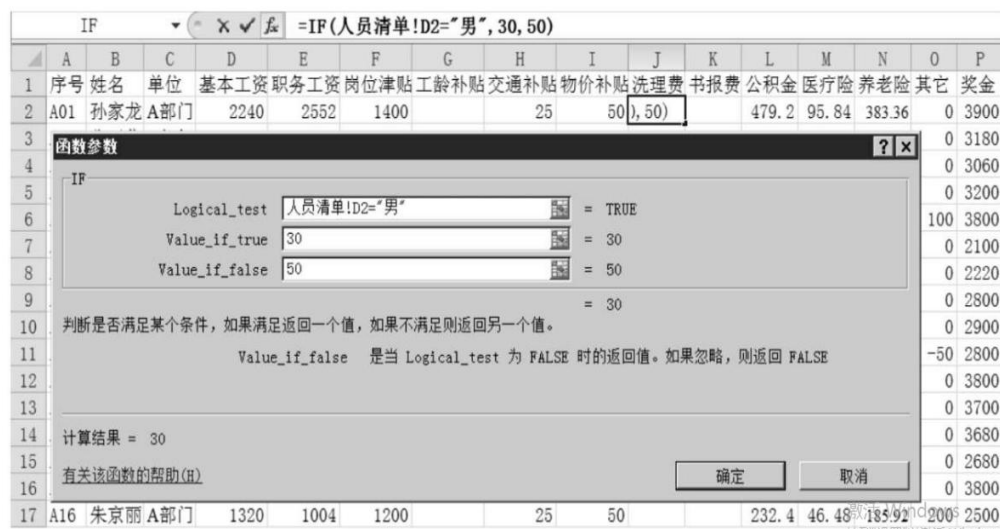 IF =IF(人员清单!D2="男",30,50)
A B C D E F G H I J K L M N O P
1 序号 姓名 单位 基本工资 职务工资 岗位津贴 工龄补贴 交通补贴 物价补贴 洗理费 书报费 公积金 医疗险 养老险 其它 奖金
2 A01 孙家龙 A部门 2240 2552 1400 25 50 ),50) 479.2 95.84 383.36 0 3900
3 0 3180
函数参数
4 0 3060
IF
5 0 3200
Logical_test 人员清单!D2="男" = TRUE
6 100 3800
Value_if_true 30 = 30
7 0 2100
Value_if_false 50 = 50
8 0 2220
= 30
9 0 2800
10 判断是否满足某个条件，如果满足返回一个值，如果不满足则返回另一个值。 0 2900
11 Value_if_false 是当 Logical_test 为 FALSE 时的返回值。如果忽略，则返回 FALSE -50 2800
12 0 3800
13 0 3700
14 计算结果 = 30 0 3680
15 有关该函数的帮助(H) 确定 取消 0 2680
16 0 3800
激活 Windows
17 A16 朱京丽 A部门 1320 1004 1200 25 50 232.4 46.48 185.92 200 2500